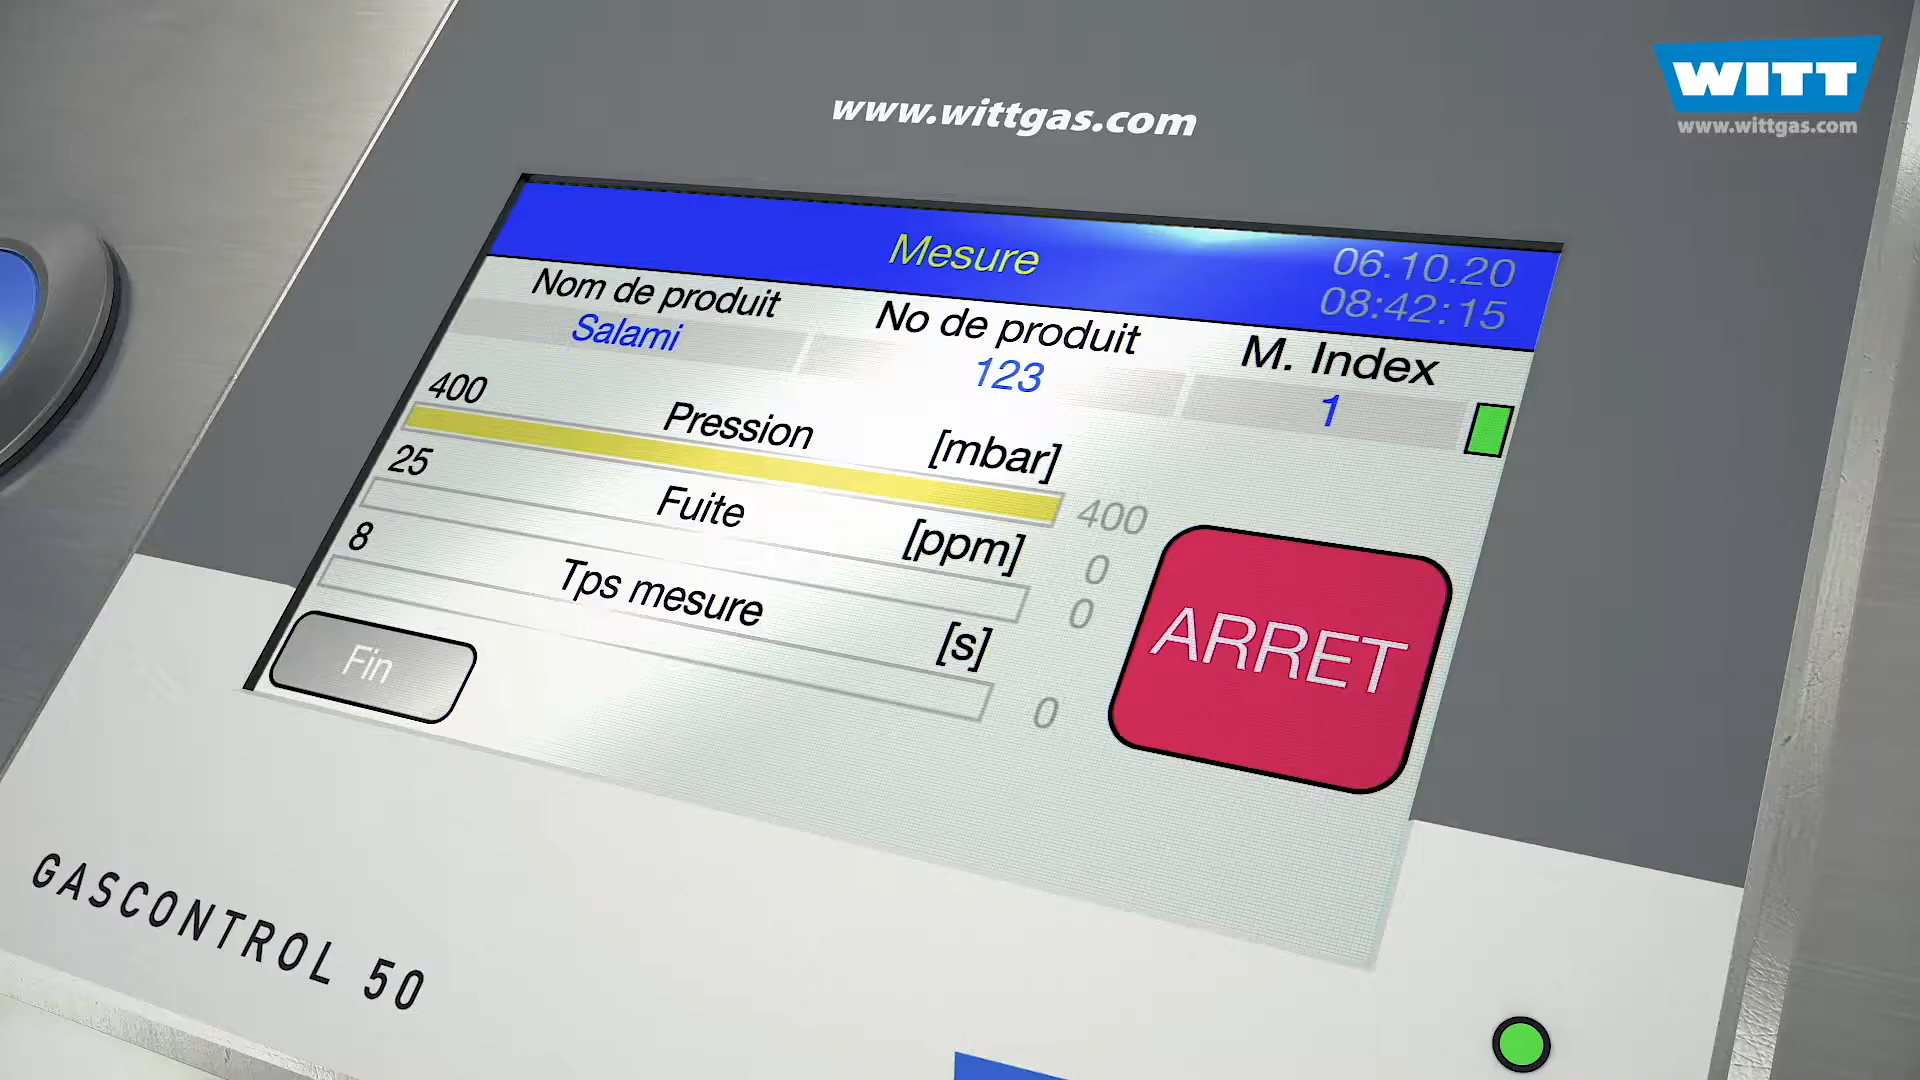 WITT
www.wittgas.com
www.wittgas.com
Mesure
06.10.20
08:42:15
Nom de produit
Salami
No de produit
123
M. Index
1
400
Pression
[mbar]
400
25
Fuite
[ppm]
0
8
Tps mesure
[s]
0
0
Fin
ARRET
GASCONTROL 50